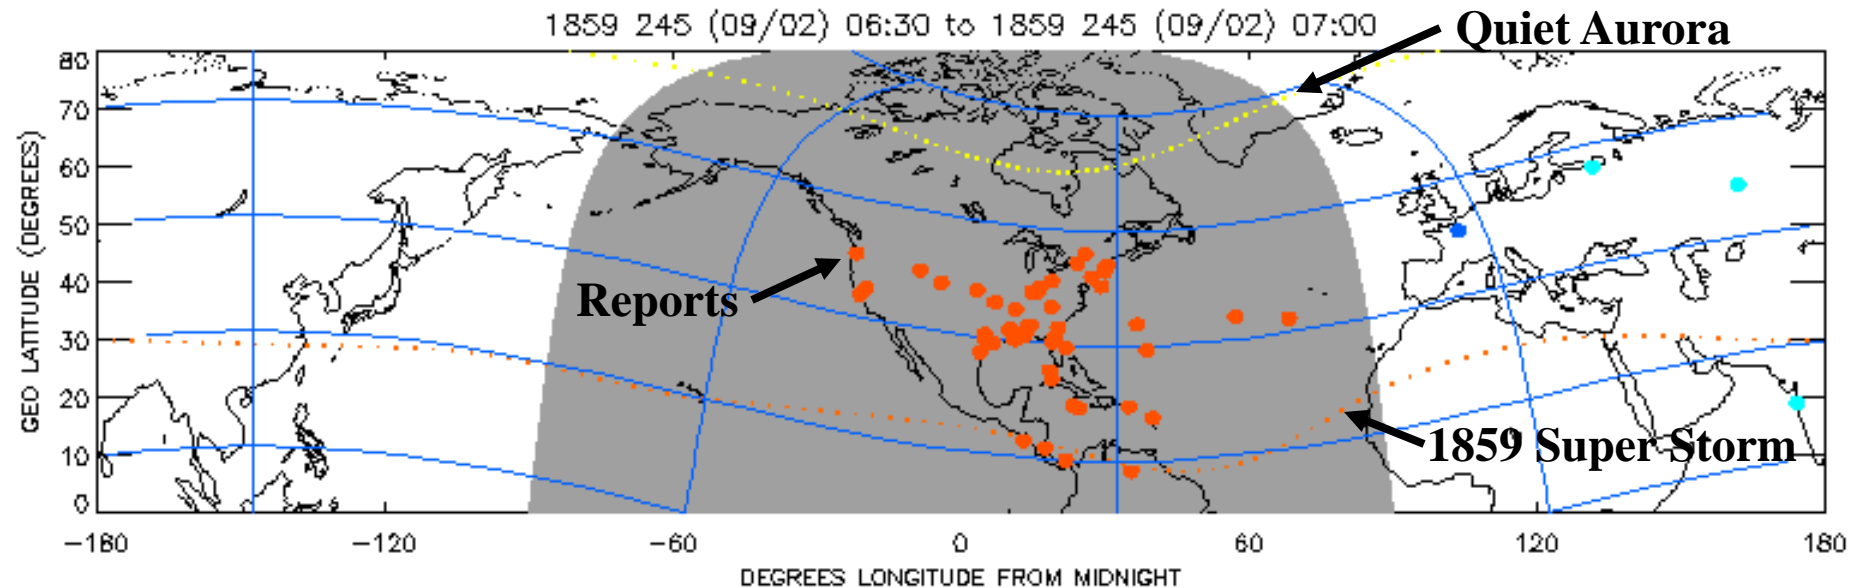 1859 245 (09/02) 06:30 to 1859 245 (09/02) 07:00
Quiet Aurora
80
70
60
50
40
30
20
10
0
GEO LATITUDE (DEGREES)
Reports
1859 Super Storm
−180 −120 −60 0 60 120 180
DEGREES LONGITUDE FROM MIDNIGHT